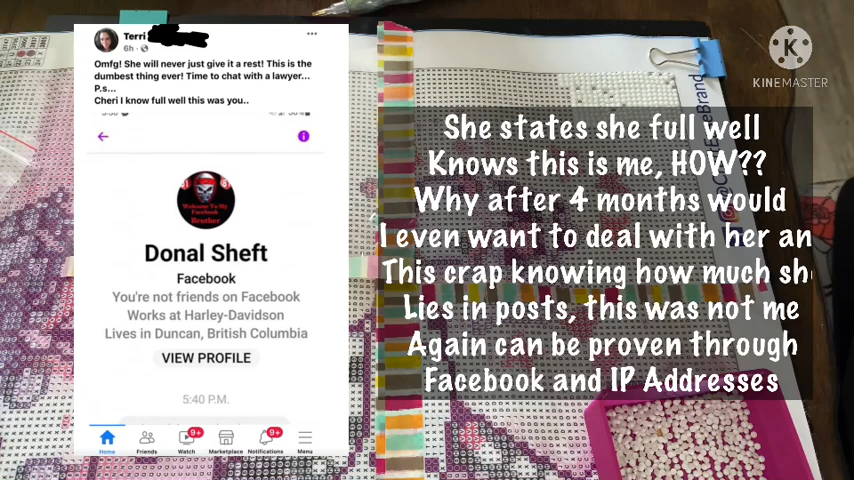 Terri
6h
Omfg! She will never just give it a rest! This is the
dumbest thing ever! Time to chat with a lawyer...
P.s...
Cheri I know full well this was you..
Welcome To My
Facebook
Brother
Donal Sheft
Facebook
You're not friends on Facebook
Works at Harley-Davidson
Lives in Duncan, British Columbia
VIEW PROFILE
5:40 P.M.
9+
9+
Home
Friends
Watch
Marketplace
Notifications
Menu
She states she full well
Knows this is me, HOW??
Why after 4 months would
I even want to deal with her an
This crap knowing how much sh
Lies in posts, this was not me
Again can be proven through
Facebook and IP Addresses
K
KINEMASTER